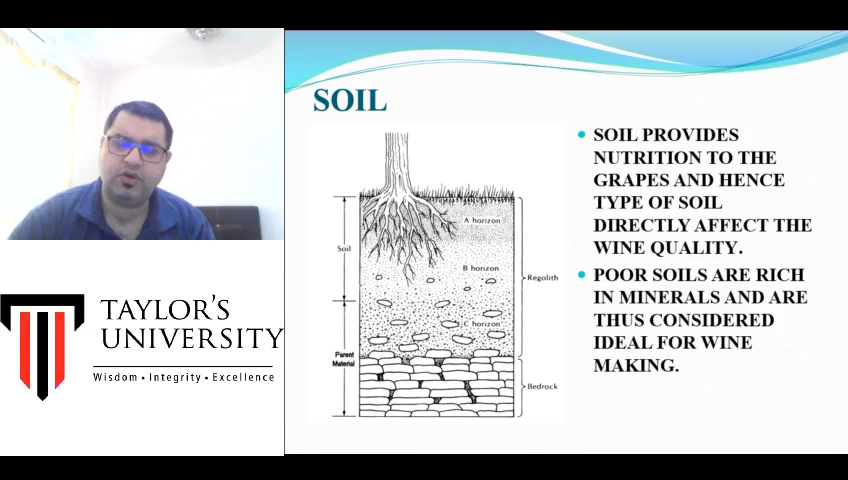 SOIL
SOIL PROVIDES
NUTRITION TO THE
GRAPES AND HENCE
TYPE OF SOIL
DIRECTLY AFFECT THE
WINE QUALITY.
POOR SOILS ARE RICH
IN MINERALS AND ARE
THUS CONSIDERED
IDEAL FOR WINE
MAKING.
A horizon
Soil
B horizon
Regolith
C horizon
Parent
Material
Bedrock
TAYLOR'S
UNIVERSITY
Wisdom • Integrity • Excellence